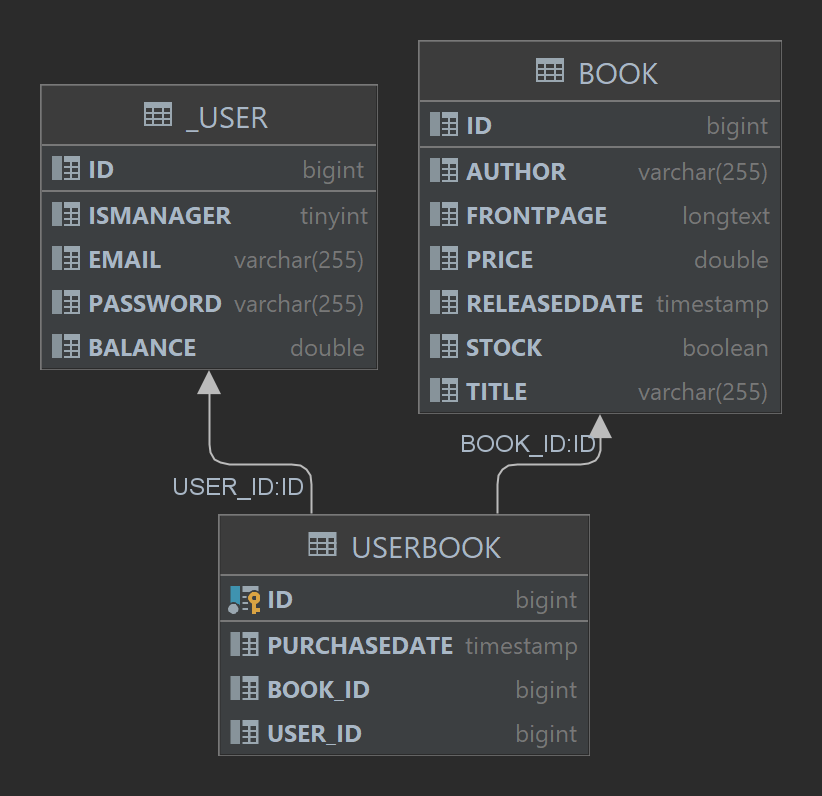 _USER
ID bigint
ISMANAGER tinyint
EMAIL varchar(255)
PASSWORD varchar(255)
BALANCE double
BOOK
ID bigint
AUTHOR varchar(255)
FRONTPAGE longtext
PRICE double
RELEASEDDATE timestamp
STOCK boolean
TITLE varchar(255)
USER_ID:ID
BOOK_ID:ID
USERBOOK
ID bigint
PURCHASEDATE timestamp
BOOK_ID bigint
USER_ID bigint